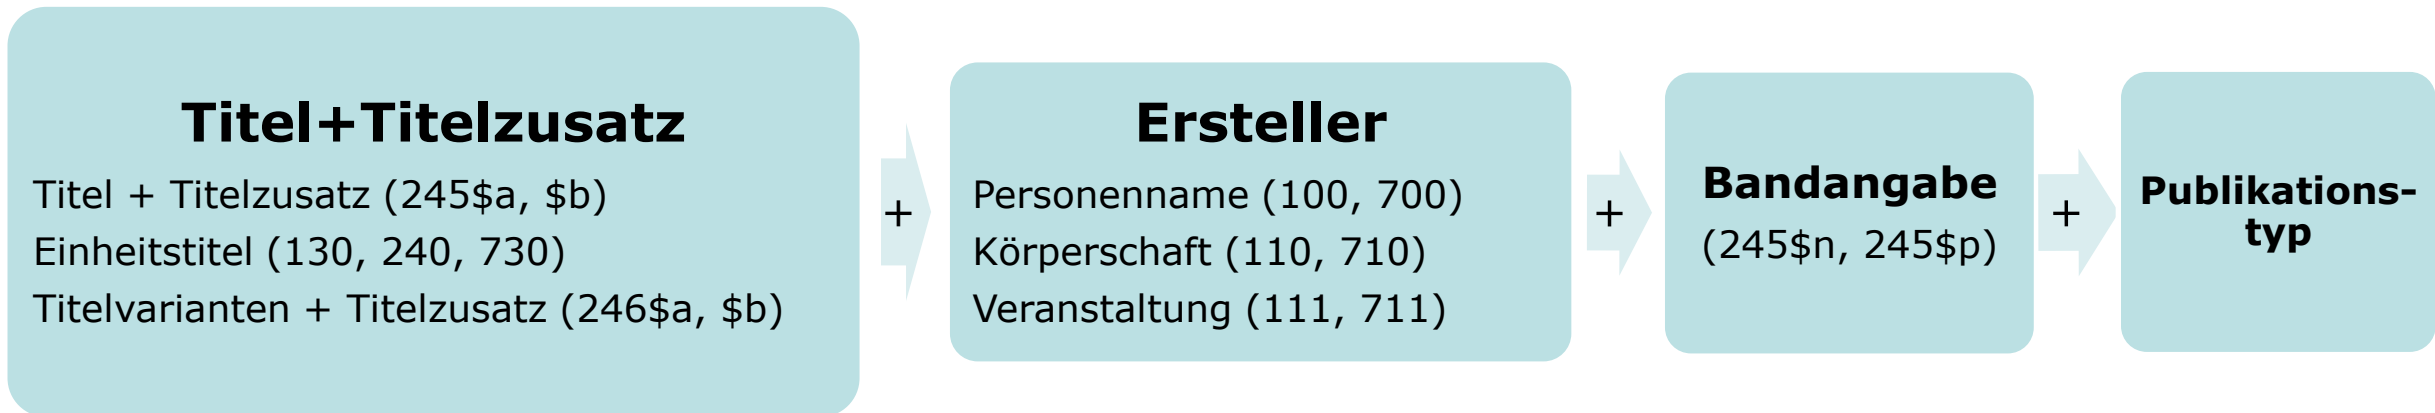 Titel+Titelzusatz
Titel + Titelzusatz (245$a, $b)
Einheitstitel (130, 240, 730)
Titelvarianten + Titelzusatz (246$a, $b)
+
Ersteller
Personenname (100, 700)
Körperschaft (110, 710)
Veranstaltung (111, 711)
+
Bandangabe
(245$n, 245$p)
+
Publikations-
typ